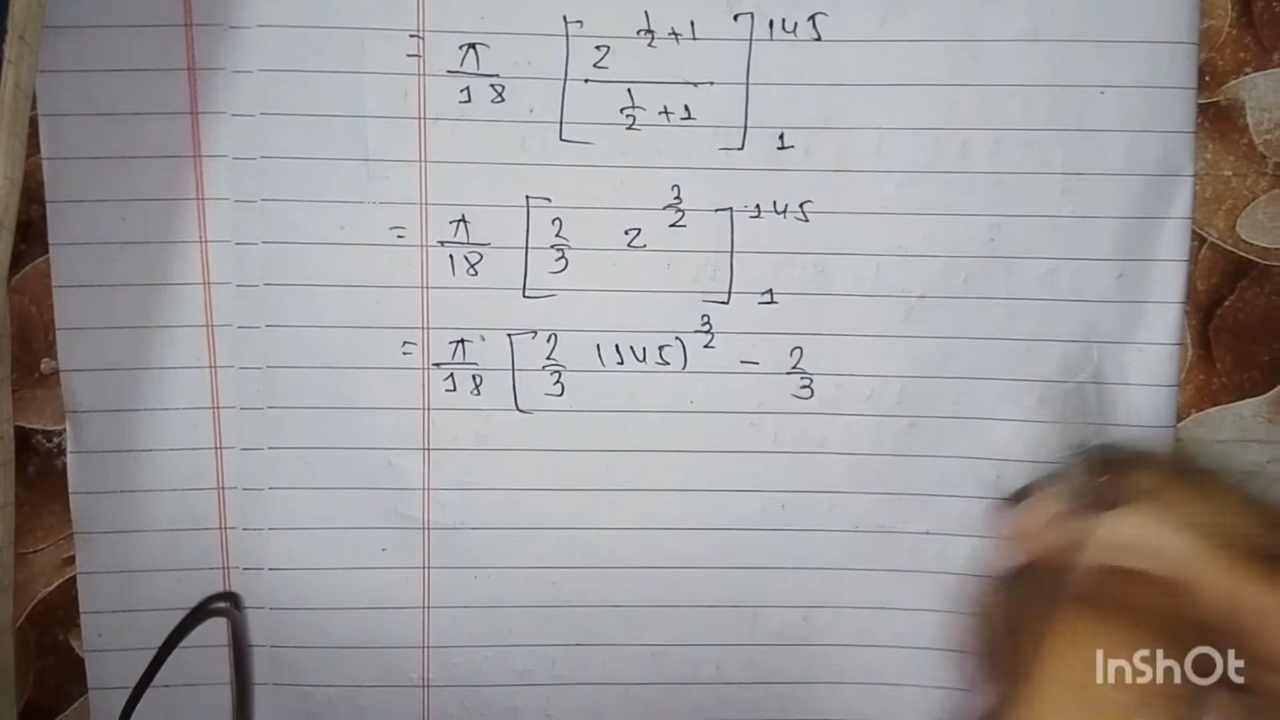 = π/18 [ z^(1/2 + 1) / (1/2 + 1) ]_1^145
= π/18 [ 2/3 z^(3/2) ]_1^145
= π/18 [ 2/3 (145)^(3/2) - 2/3
InShOt